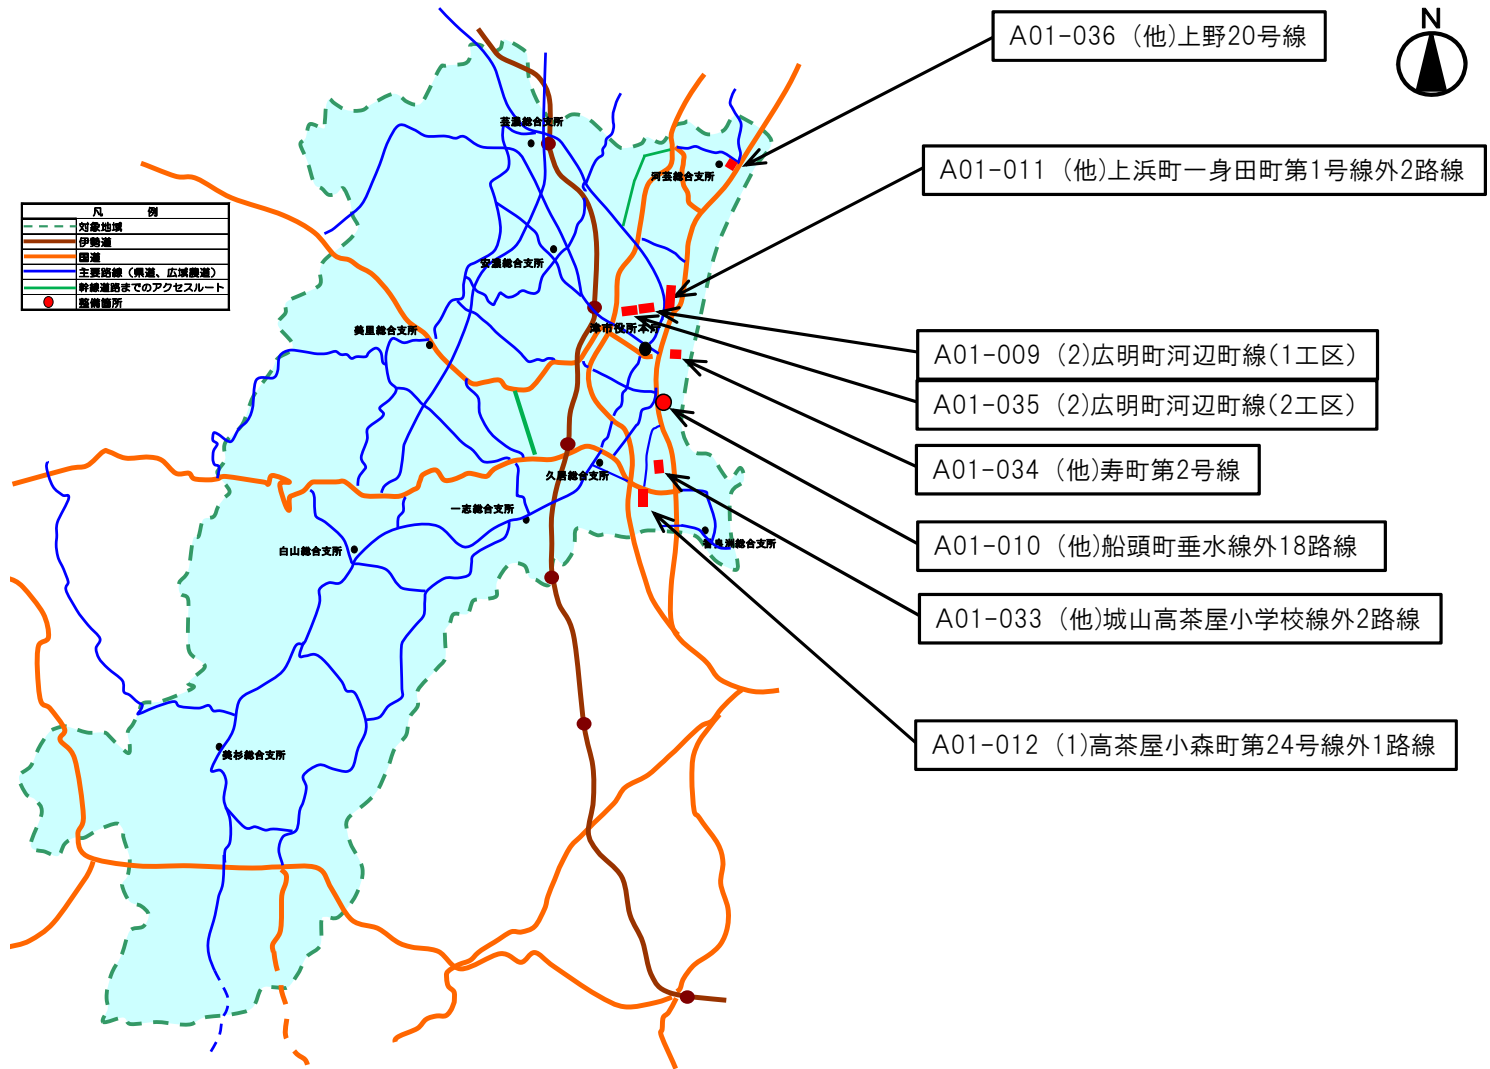 N
A01-036 (他)上野20号線
A01-011 (他)上浜町一身田町第1号線外2路線
A01-009 (2)広明町河辺町線(1工区)
A01-035 (2)広明町河辺町線(2工区)
A01-034 (他)寿町第2号線
A01-010 (他)船頭町垂水線外18路線
A01-033 (他)城山高茶屋小学校線外2路線
A01-012 (1)高茶屋小森町第24号線外1路線
凡 例
対象地域
伊勢道
国道
主要路線（県道、広域農道）
幹線道路までのアクセスルート
整備箇所
芸濃総合支所
河芸総合支所
安濃総合支所
美里総合支所
津市役所本庁
久居総合支所
一志総合支所
白山総合支所
香良洲総合支所
美杉総合支所